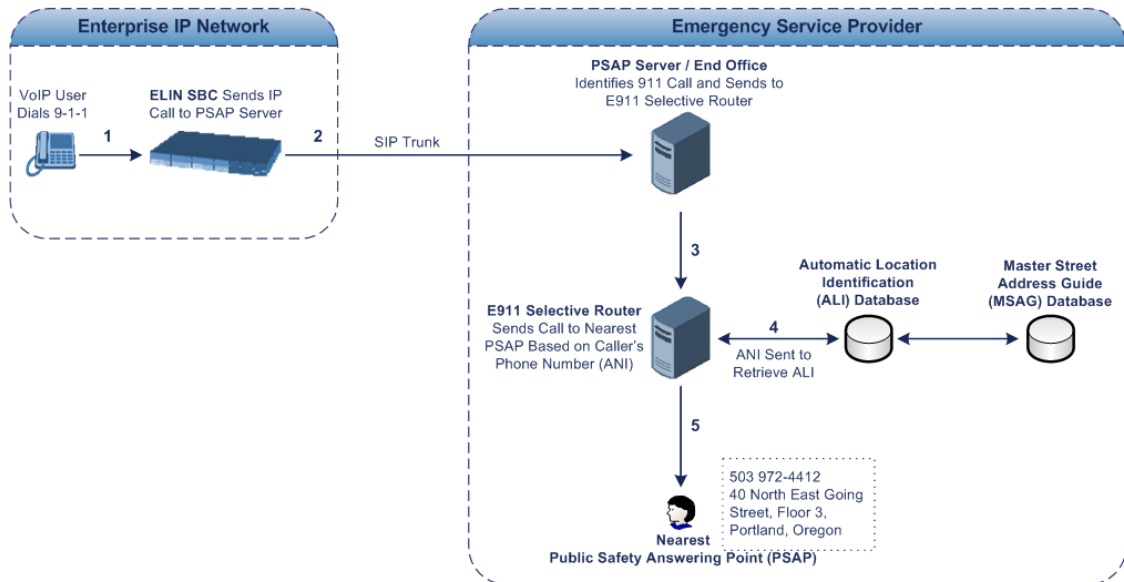 Enterprise IP Network
Emergency Service Provider
VoIP User
Dials 9-1-1
ELIN SBC Sends IP
Call to PSAP Server
1
2
SIP Trunk
PSAP Server / End Office
Identifies 911 Call and Sends to
E911 Selective Router
3
E911 Selective Router
Sends Call to Nearest
PSAP Based on Caller's
Phone Number (ANI)
4
ANI Sent to
Retrieve ALI
Automatic Location
Identification
(ALI) Database
Master Street
Address Guide
(MSAG) Database
5
503 972-4412
40 North East Going
Street, Floor 3,
Portland, Oregon
Nearest
Public Safety Answering Point (PSAP)